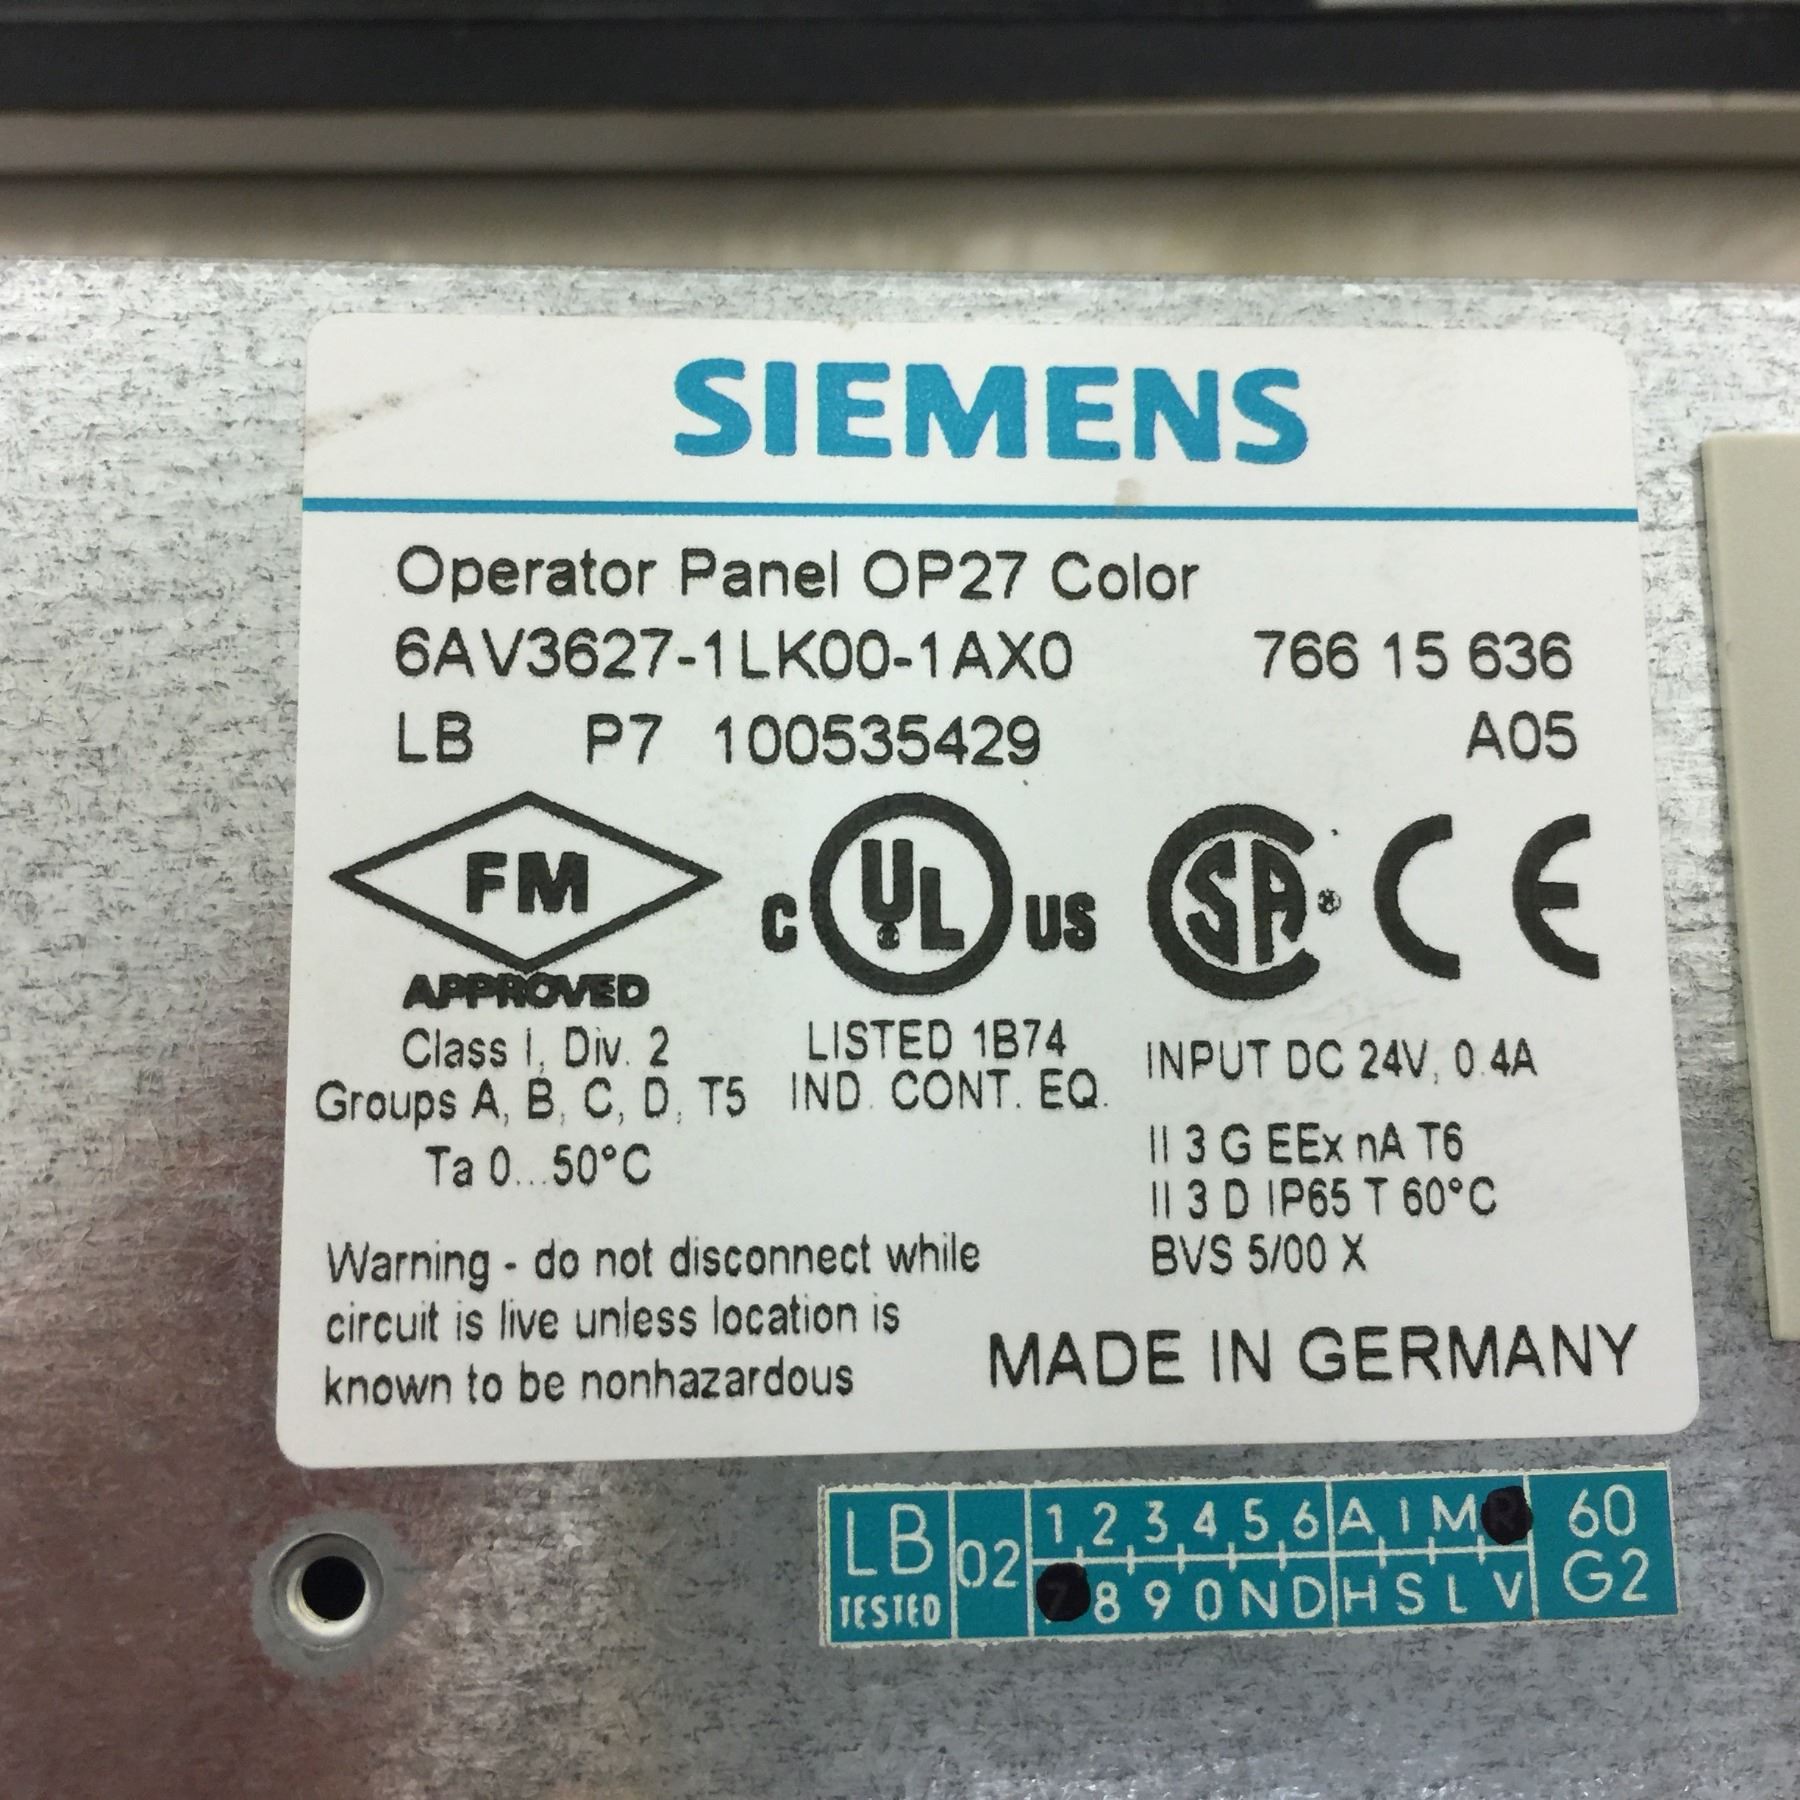 SIEMENS
Operator Panel OP27 Color
6AV3627-1LK00-1AX0 766 15 636
LB P7 100535429 A05
FM
APPROVED
C UL US
SA
CE
Class I, Div. 2
Groups A, B, C, D, T5
Ta 0...50°C
LISTED 1B74
IND. CONT. EQ.
INPUT DC 24V, 0.4A
II 3 G EEx nA T6
II 3 D IP65 T 60°C
BVS 5/00 X
Warning - do not disconnect while
circuit is live unless location is
known to be nonhazardous
MADE IN GERMANY
LB
TESTED
02
1 2 3 4 5 6 A I M R
7 8 9 0 N D H S L V
60
G2